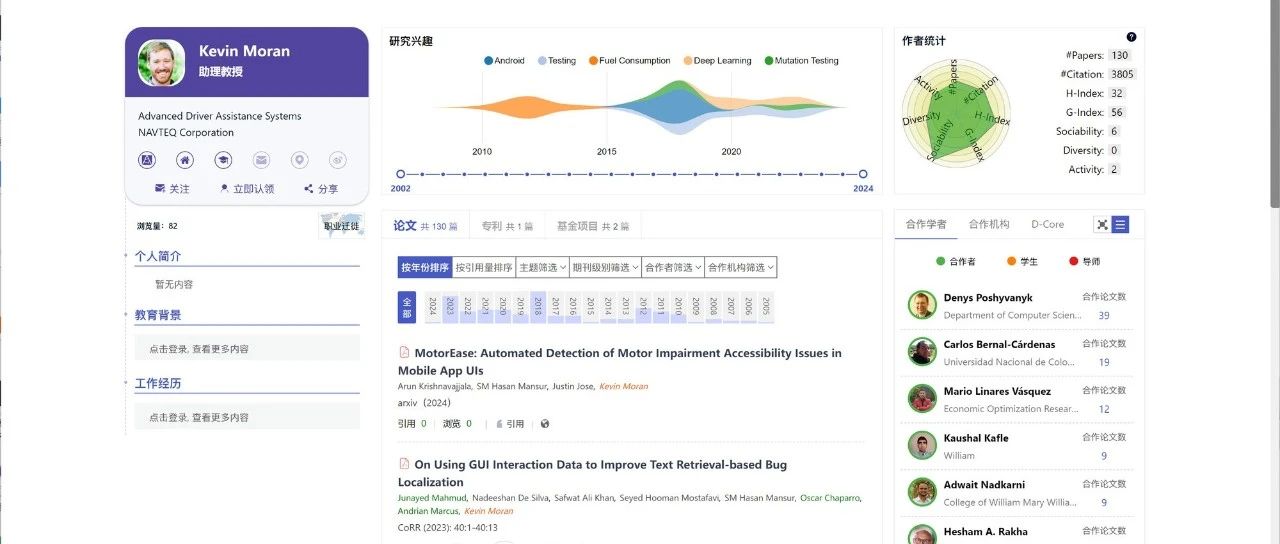 Kevin Moran
助理教授
Advanced Driver Assistance Systems
NAVTEQ Corporation
关注
立即认领
分享
浏览量：82
职业迁徙
个人简介
暂无内容
教育背景
点击登录, 查看更多内容
工作经历
点击登录, 查看更多内容
研究兴趣
Android Testing Fuel Consumption Deep Learning Mutation Testing
2010 2015 2020
2002 2024
论文 共 130 篇 专利 共 1 篇 基金项目 共 2 篇
按年份排序 按引用量排序 主题筛选 期刊级别筛选 合作者筛选 合作机构筛选
全部 2024 2023 2022 2021 2020 2019 2018 2017 2016 2015 2014 2013 2012 2011 2010 2009 2008 2007 2006 2005
MotorEase: Automated Detection of Motor Impairment Accessibility Issues in
Mobile App UIs
Arun Krishnavajjala, SM Hasan Mansur, Justin Jose, Kevin Moran
arxiv（2024）
引用 0 浏览 0 引用
On Using GUI Interaction Data to Improve Text Retrieval-based Bug
Localization
Junayed Mahmud, Nadeeshan De Silva, Safwat Ali Khan, Seyed Hooman Mostafavi, SM Hasan Mansur, Oscar Chaparro,
Andrian Marcus, Kevin Moran
CoRR (2023): 40:1-40:13
作者统计
?
#Papers
#Citation
H-Index
G-Index
Sociability
Diversity
Activity
#Papers: 130
#Citation: 3805
H-Index: 32
G-Index: 56
Sociability: 6
Diversity: 0
Activity: 2
合作学者 合作机构 D-Core
合作者 学生 导师
Denys Poshyvanyk 合作论文数
Department of Computer Scien... 39
Carlos Bernal-Cárdenas 合作论文数
Universidad Nacional de Colo... 19
Mario Linares Vásquez 合作论文数
Economic Optimization Resear... 12
Kaushal Kafle 合作论文数
William 9
Adwait Nadkarni 合作论文数
College of William Mary Willia... 9
Hesham A. Rakha 合作论文数